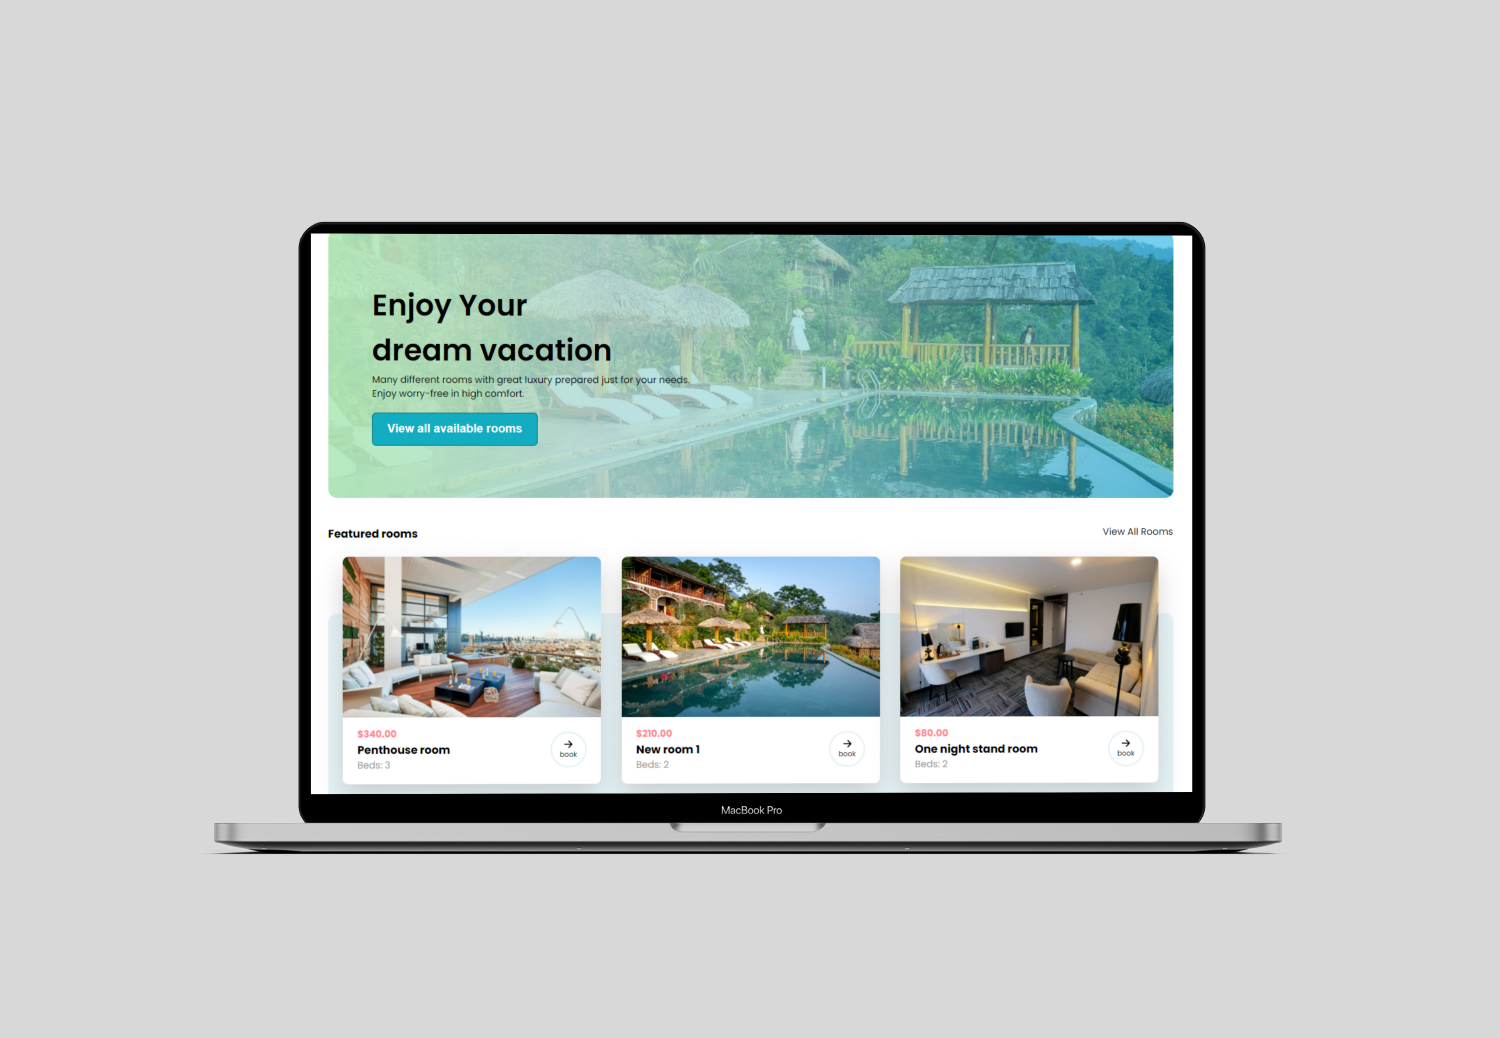 Enjoy Your
dream vacation
Many different rooms with great luxury prepared just for your needs.
Enjoy worry-free in high comfort.
View all available rooms
Featured rooms
View All Rooms
$340.00
Penthouse room
Beds: 3
book
$210.00
New room 1
Beds: 2
book
$80.00
One night stand room
Beds: 2
book
MacBook Pro